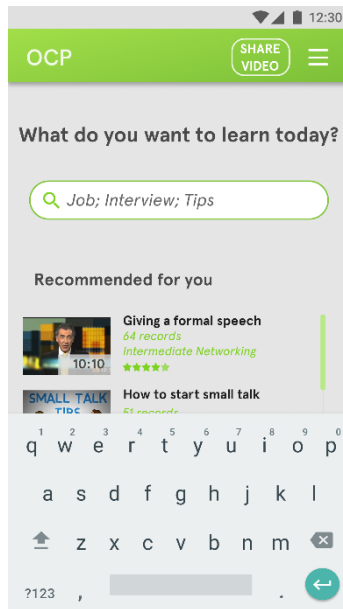 12:30
OCP
SHARE
VIDEO
What do you want to learn today?
Job; Interview; Tips
Recommended for you
Giving a formal speech
64 records
Intermediate Networking
10:10
How to start small talk
SMALL TALK
TIPS
51 records
1 2 3 4 5 6 7 8 9 0
q w e r t y u i o p
a s d f g h j k l
z x c v b n m
?123 , .